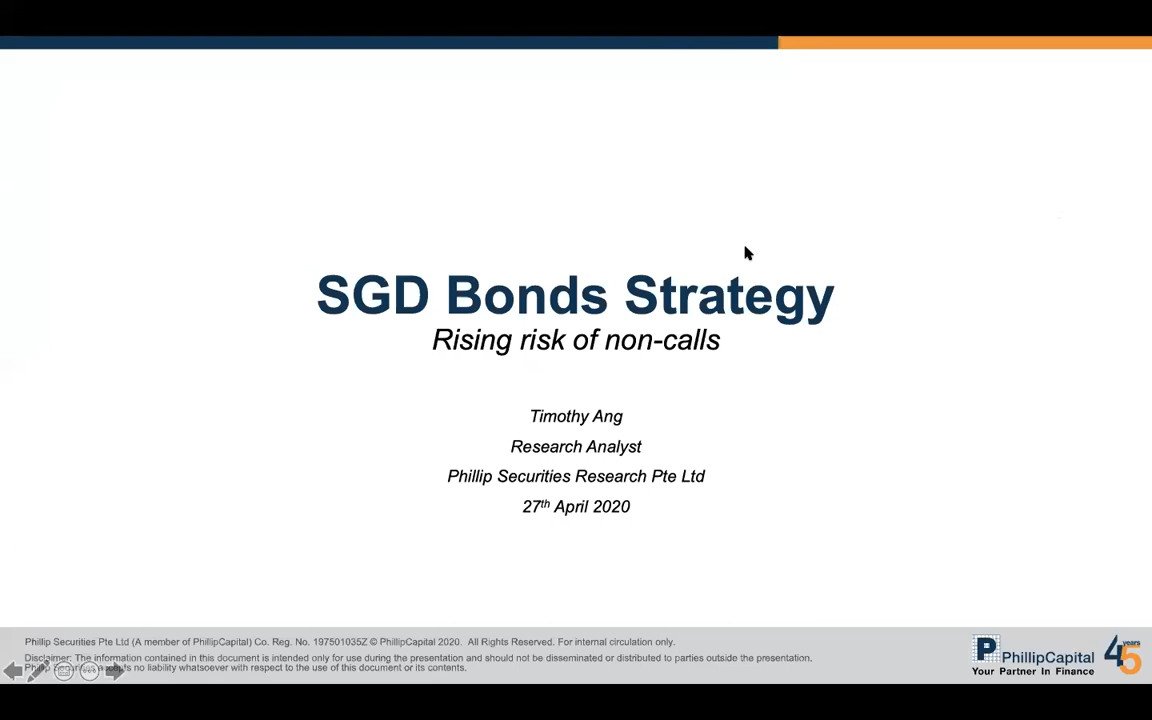 SGD Bonds Strategy
Rising risk of non-calls
Timothy Ang
Research Analyst
Phillip Securities Research Pte Ltd
27th April 2020
Phillip Securities Pte Ltd (A member of PhillipCapital) Co. Reg. No. 197501035Z © PhillipCapital 2020. All Rights Reserved. For internal circulation only.
Disclaimer: The information contained in this document is intended only for use during the presentation and should not be disseminated or distributed to parties outside the presentation.
Phillip Securities no liability whatsoever with respect to the use of this document or its contents.
P PhillipCapital
Your Partner In Finance
45 years